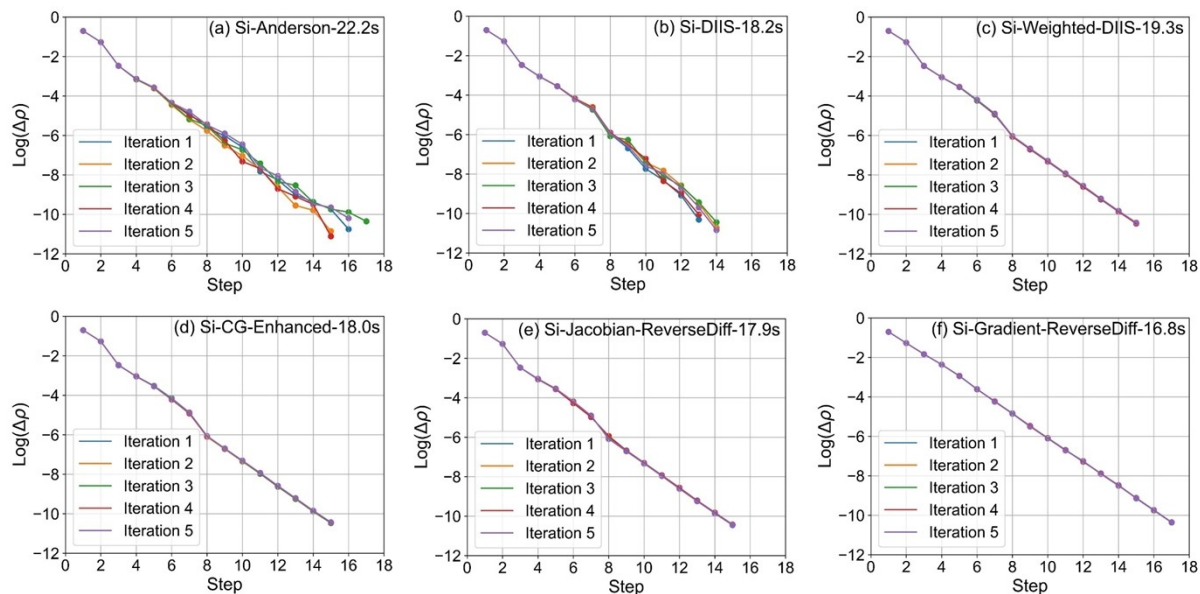 (a) Si-Anderson-22.2s
Log(Δρ)
0
−2
−4
−6
−8
−10
−12
Iteration 1
Iteration 2
Iteration 3
Iteration 4
Iteration 5
0 2 4 6 8 10 12 14 16 18
Step
(b) Si-DIIS-18.2s
Log(Δρ)
0
−2
−4
−6
−8
−10
−12
Iteration 1
Iteration 2
Iteration 3
Iteration 4
Iteration 5
0 2 4 6 8 10 12 14 16 18
Step
(c) Si-Weighted-DIIS-19.3s
Log(Δρ)
0
−2
−4
−6
−8
−10
−12
Iteration 1
Iteration 2
Iteration 3
Iteration 4
Iteration 5
0 2 4 6 8 10 12 14 16 18
Step
(d) Si-CG-Enhanced-18.0s
Log(Δρ)
0
−2
−4
−6
−8
−10
−12
Iteration 1
Iteration 2
Iteration 3
Iteration 4
Iteration 5
0 2 4 6 8 10 12 14 16 18
Step
(e) Si-Jacobian-ReverseDiff-17.9s
Log(Δρ)
0
−2
−4
−6
−8
−10
−12
Iteration 1
Iteration 2
Iteration 3
Iteration 4
Iteration 5
0 2 4 6 8 10 12 14 16 18
Step
(f) Si-Gradient-ReverseDiff-16.8s
Log(Δρ)
0
−2
−4
−6
−8
−10
−12
Iteration 1
Iteration 2
Iteration 3
Iteration 4
Iteration 5
0 2 4 6 8 10 12 14 16 18
Step